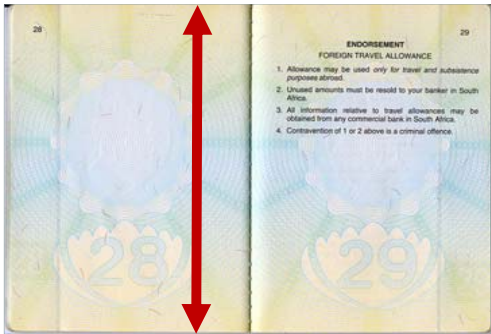 28
29
ENDORSEMENT
FOREIGN TRAVEL ALLOWANCE
1. Allowance may be used only for travel and subsistence
purposes abroad.
2. Unused amounts must be resold to your banker in South
Africa.
3. All information relative to travel allowances may be
obtained from any commercial bank in South Africa.
4. Contravention of 1 or 2 above is a criminal offence.
28
29